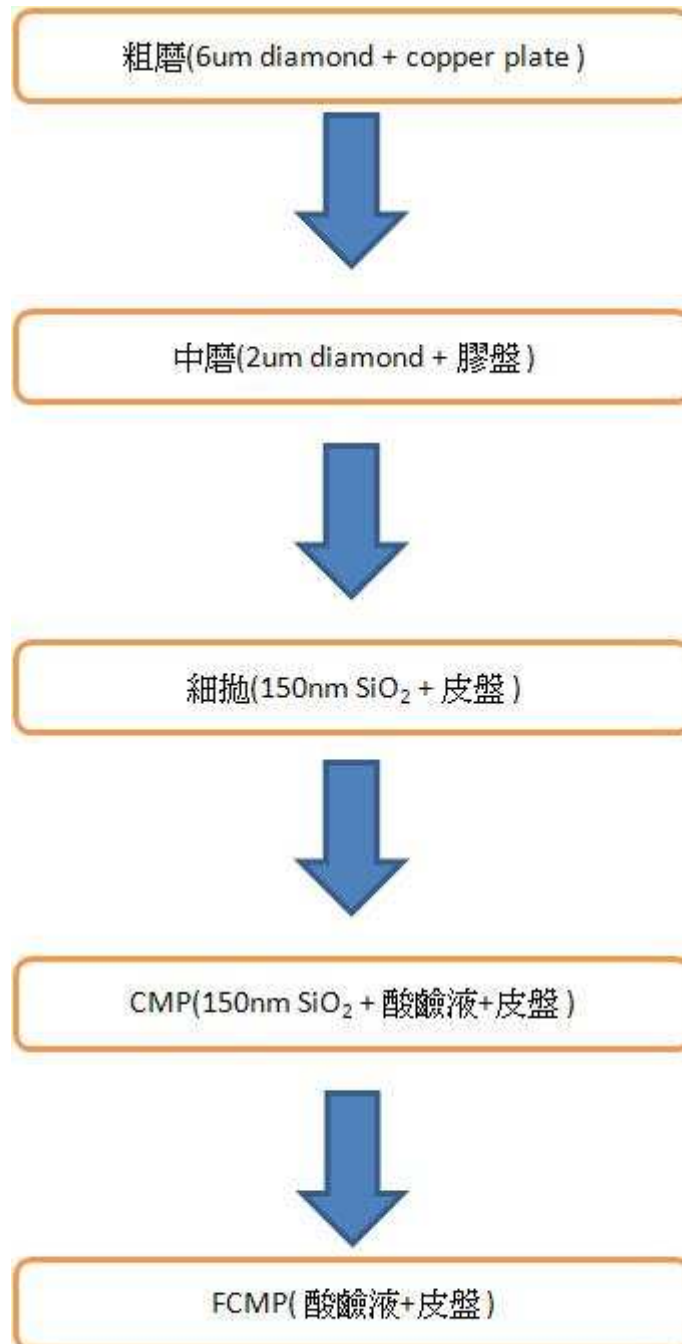 粗磨(6um diamond + copper plate )
中磨(2um diamond + 膠盤 )
細拋(150nm SiO₂ + 皮盤 )
CMP(150nm SiO₂ + 酸鹼液+皮盤 )
FCMP( 酸鹼液+皮盤 )